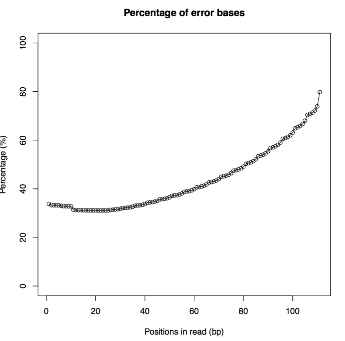 Percentage of error bases
100
80
60
40
20
0
Percentage (%)
0 20 40 60 80 100
Positions in read (bp)